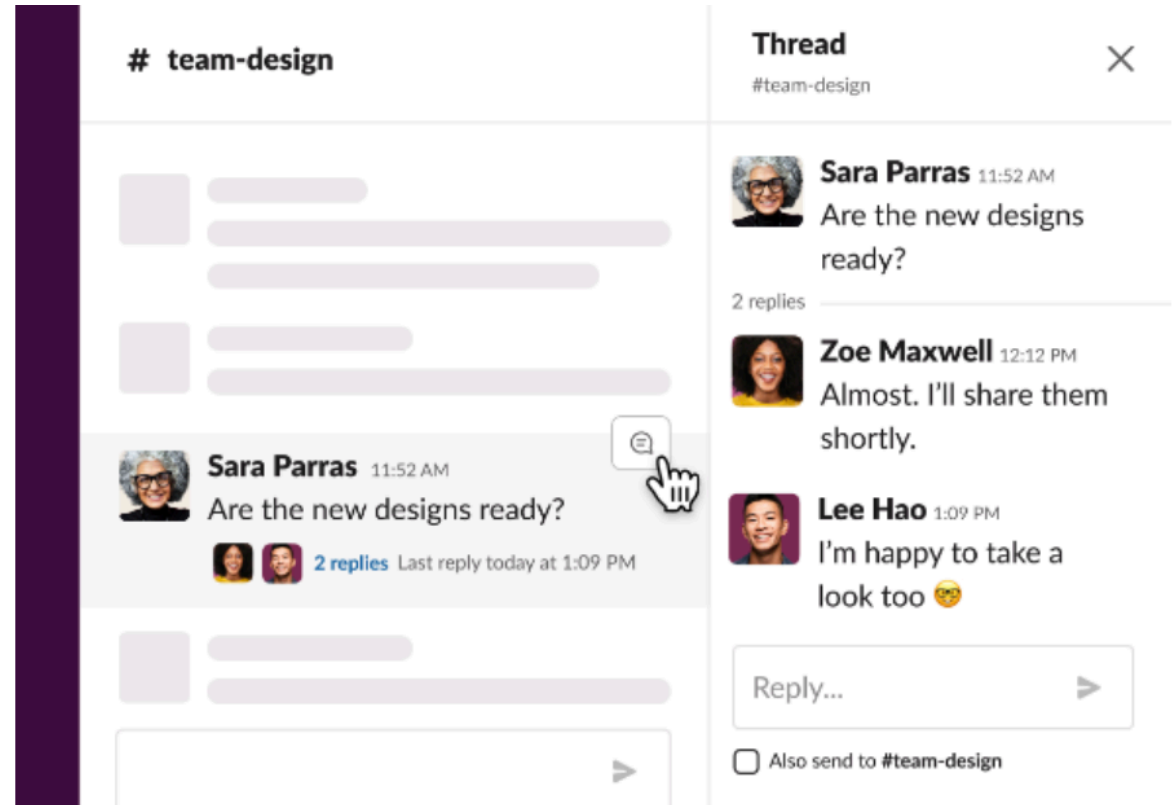 # team-design
Sara Parras 11:52 AM
Are the new designs ready?
2 replies Last reply today at 1:09 PM
Thread
#team-design
Sara Parras 11:52 AM
Are the new designs
ready?
2 replies
Zoe Maxwell 12:12 PM
Almost. I’ll share them
shortly.
Lee Hao 1:09 PM
I’m happy to take a
look too 🤓
Reply...
Also send to #team-design